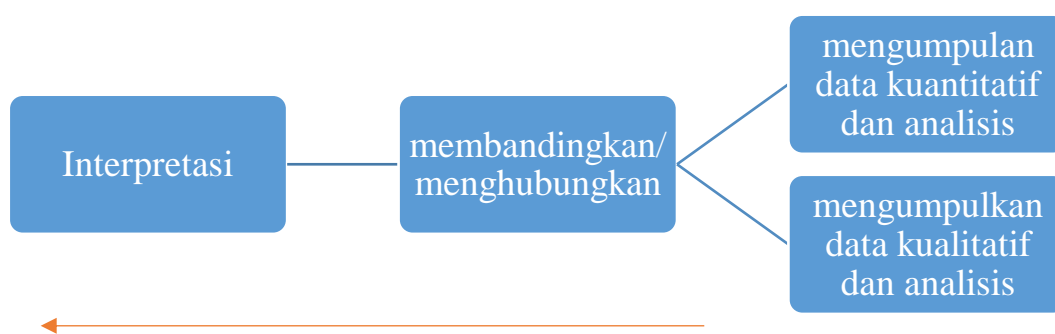 Interpretasi
membandingkan/
menghubungkan
mengumpulan
data kuantitatif
dan analisis
mengumpulkan
data kualitatif
dan analisis